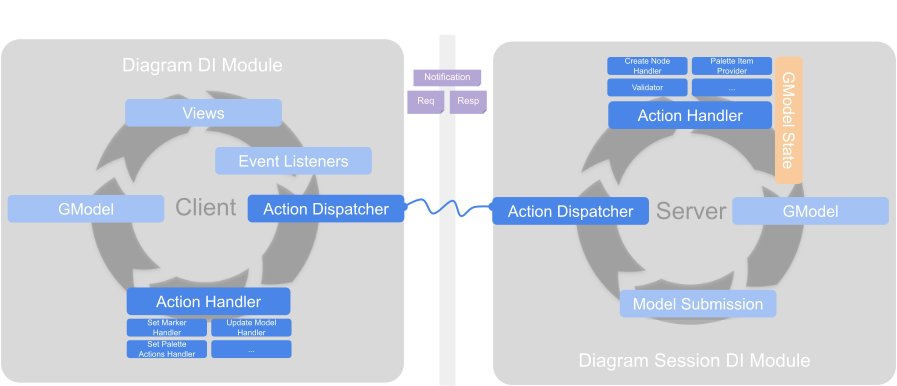 Diagram DI Module
Views
Event Listeners
GModel
Client
Action Dispatcher
Action Handler
Set Marker
Handler
Update Model
Handler
Set Palette
Actions Handler
...
Notification
Req
Resp
Create Node
Handler
Palette Item
Provider
Validator
...
Action Handler
GModel State
Action Dispatcher
Server
GModel
Model Submission
Diagram Session DI Module